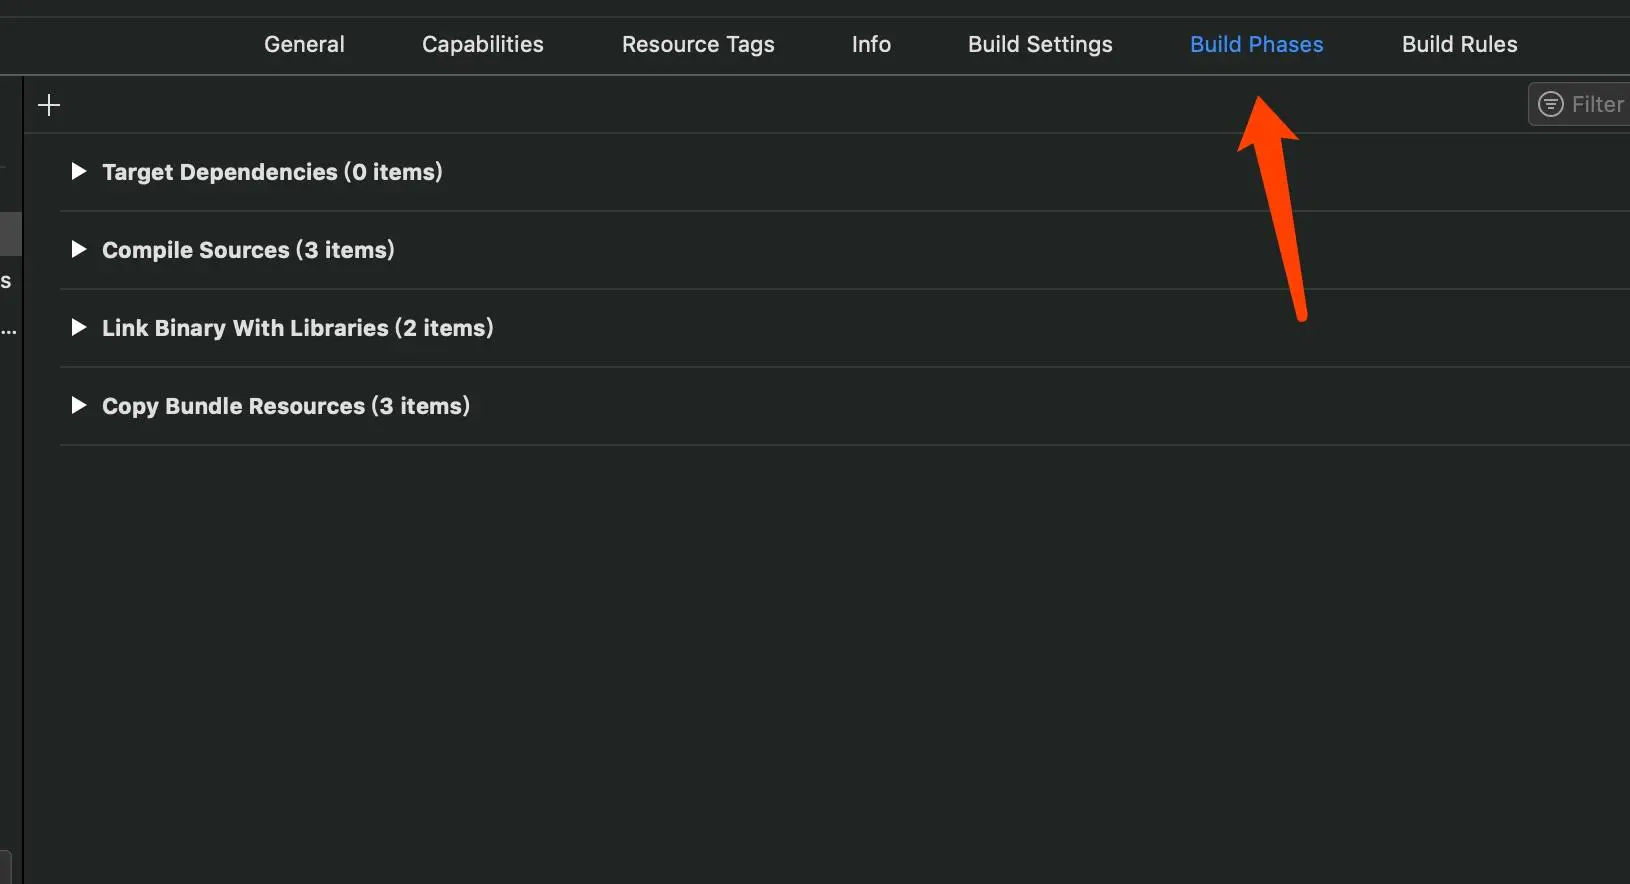 General Capabilities Resource Tags Info Build Settings Build Phases Build Rules
Filter
Target Dependencies (0 items)
Compile Sources (3 items)
s
Link Binary With Libraries (2 items)
...
Copy Bundle Resources (3 items)